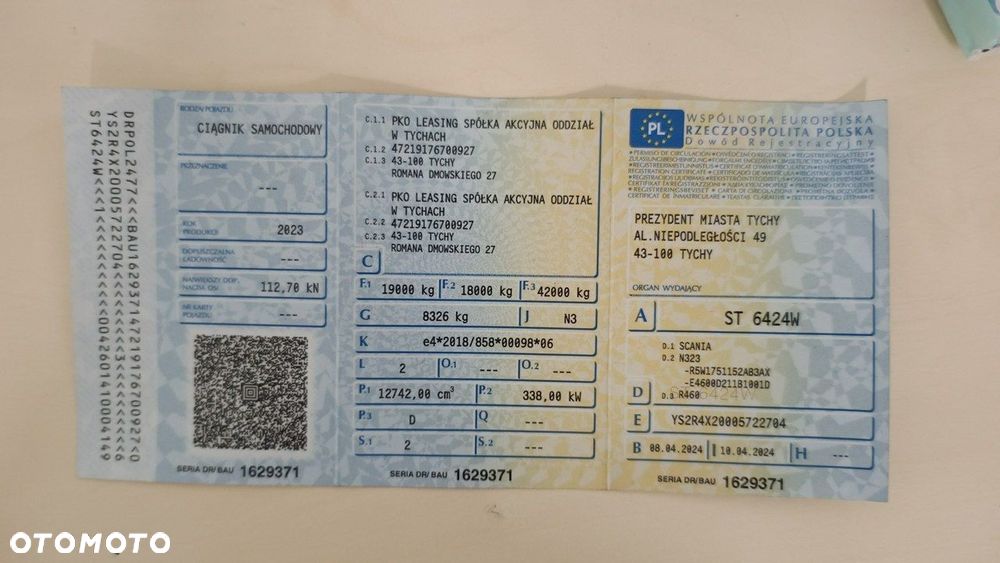 DRPOL2477<<BAU1629371472191767009270<0
YS2R4X20005722704<<<<<<<<<3<<<<<<<<6
ST6424W<<1<<<<<<<<<0042601410004149
RODZAJ POJAZDU
CIĄGNIK SAMOCHODOWY
PRZEZNACZENIE
---
ROK PRODUKCJI 2023
DOPUSZCZALNA ŁADOWNOŚĆ ---
NAJWIĘKSZY DOP. NACISK OSI 112,70 kN
NR KARTY POJAZDU ---
SERIA DR/BAU 1629371
C.1.1 PKO LEASING SPÓŁKA AKCYJNA ODDZIAŁ
W TYCHACH
C.1.2 47219176700927
C.1.3 43-100 TYCHY
ROMANA DMOWSKIEGO 27
C.2.1 PKO LEASING SPÓŁKA AKCYJNA ODDZIAŁ
W TYCHACH
C.2.2 47219176700927
C.2.3 43-100 TYCHY
ROMANA DMOWSKIEGO 27
C
F.1 19000 kg F.2 18000 kg F.3 42000 kg
G 8326 kg J N3
K e4*2018/858*00098*06
L 2 O.1 --- O.2 ---
P.1 12742,00 cm³ P.2 338,00 kW
P.3 D Q ---
S.1 2 S.2 ---
SERIA DR/BAU 1629371
PL
WSPÓLNOTA EUROPEJSKA
RZECZPOSPOLITA POLSKA
Dowód Rejestracyjny
PREZYDENT MIASTA TYCHY
AL.NIEPODLEGŁOŚCI 49
43-100 TYCHY
ORGAN WYDAJĄCY
A ST 6424W
D.1 SCANIA
D.2 N323
-R5W1751152AB3AX
-E4600D21181001D
D D.3 R460
E YS2R4X20005722704
B 08.04.2024 I 10.04.2024 H ---
SERIA DR/BAU 1629371
OTOMOTO